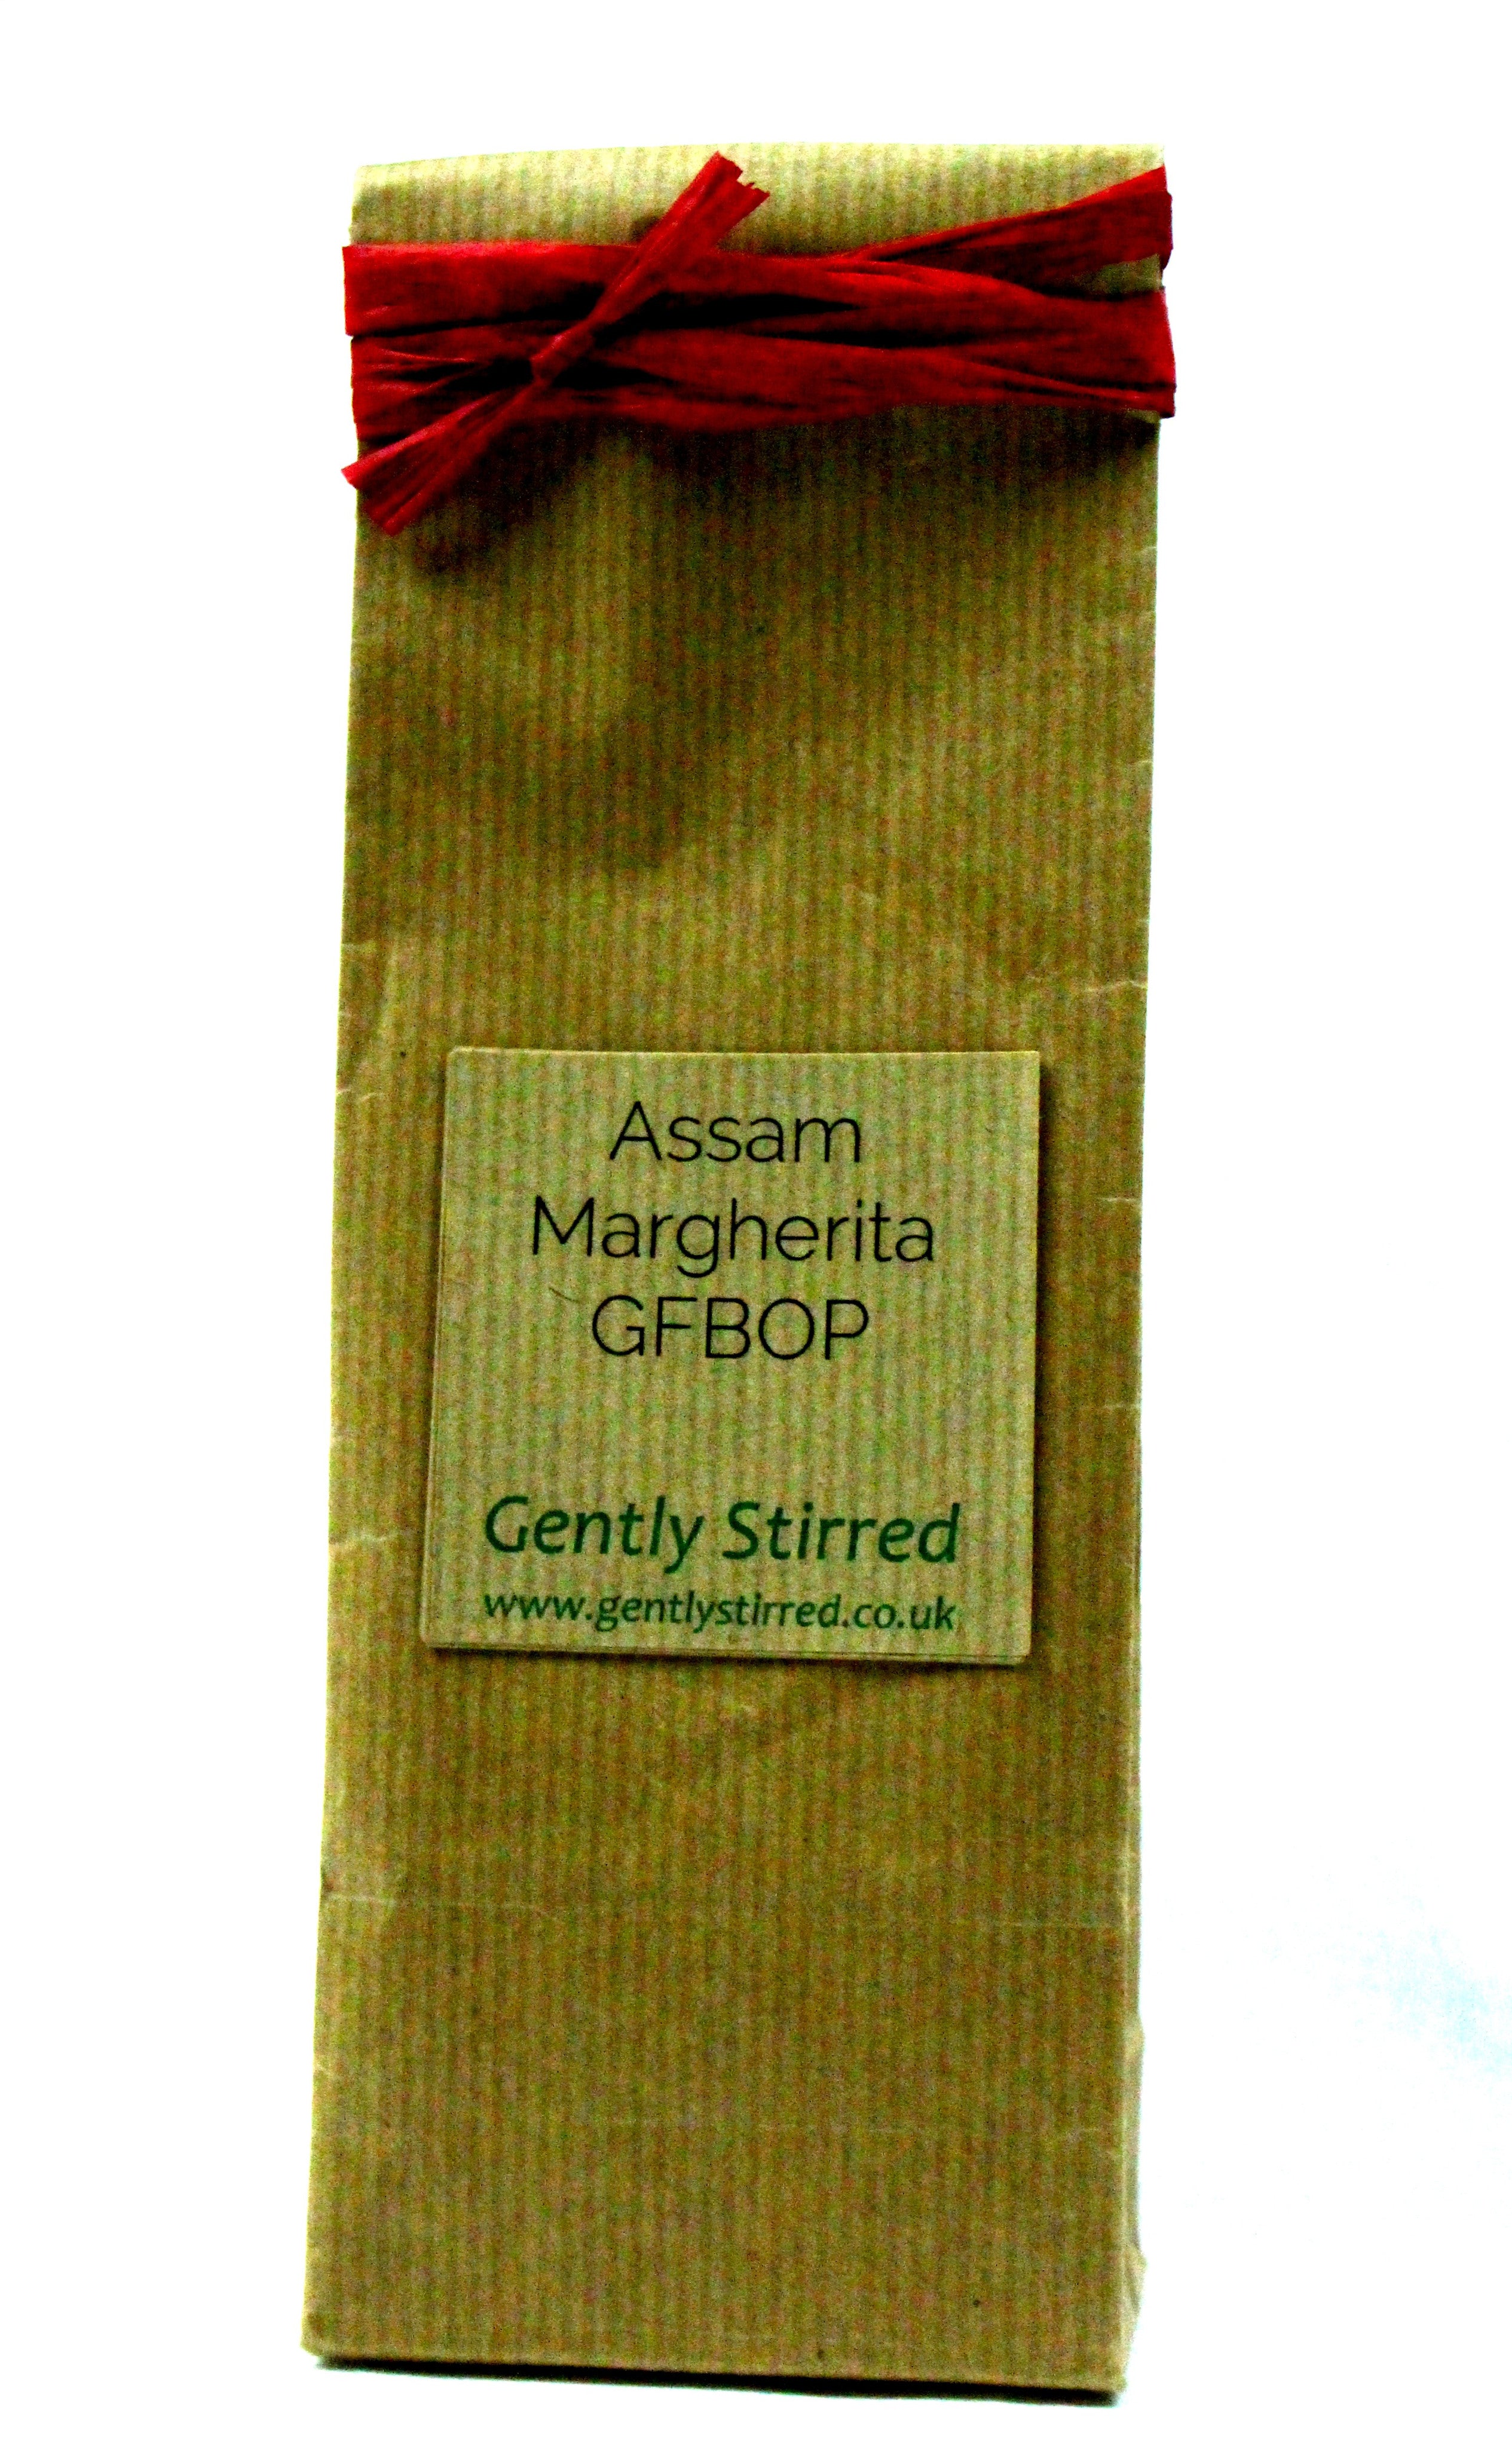 Assam
Margherita
GFBOP
Gently Stirred
www.gentlystirred.co.uk